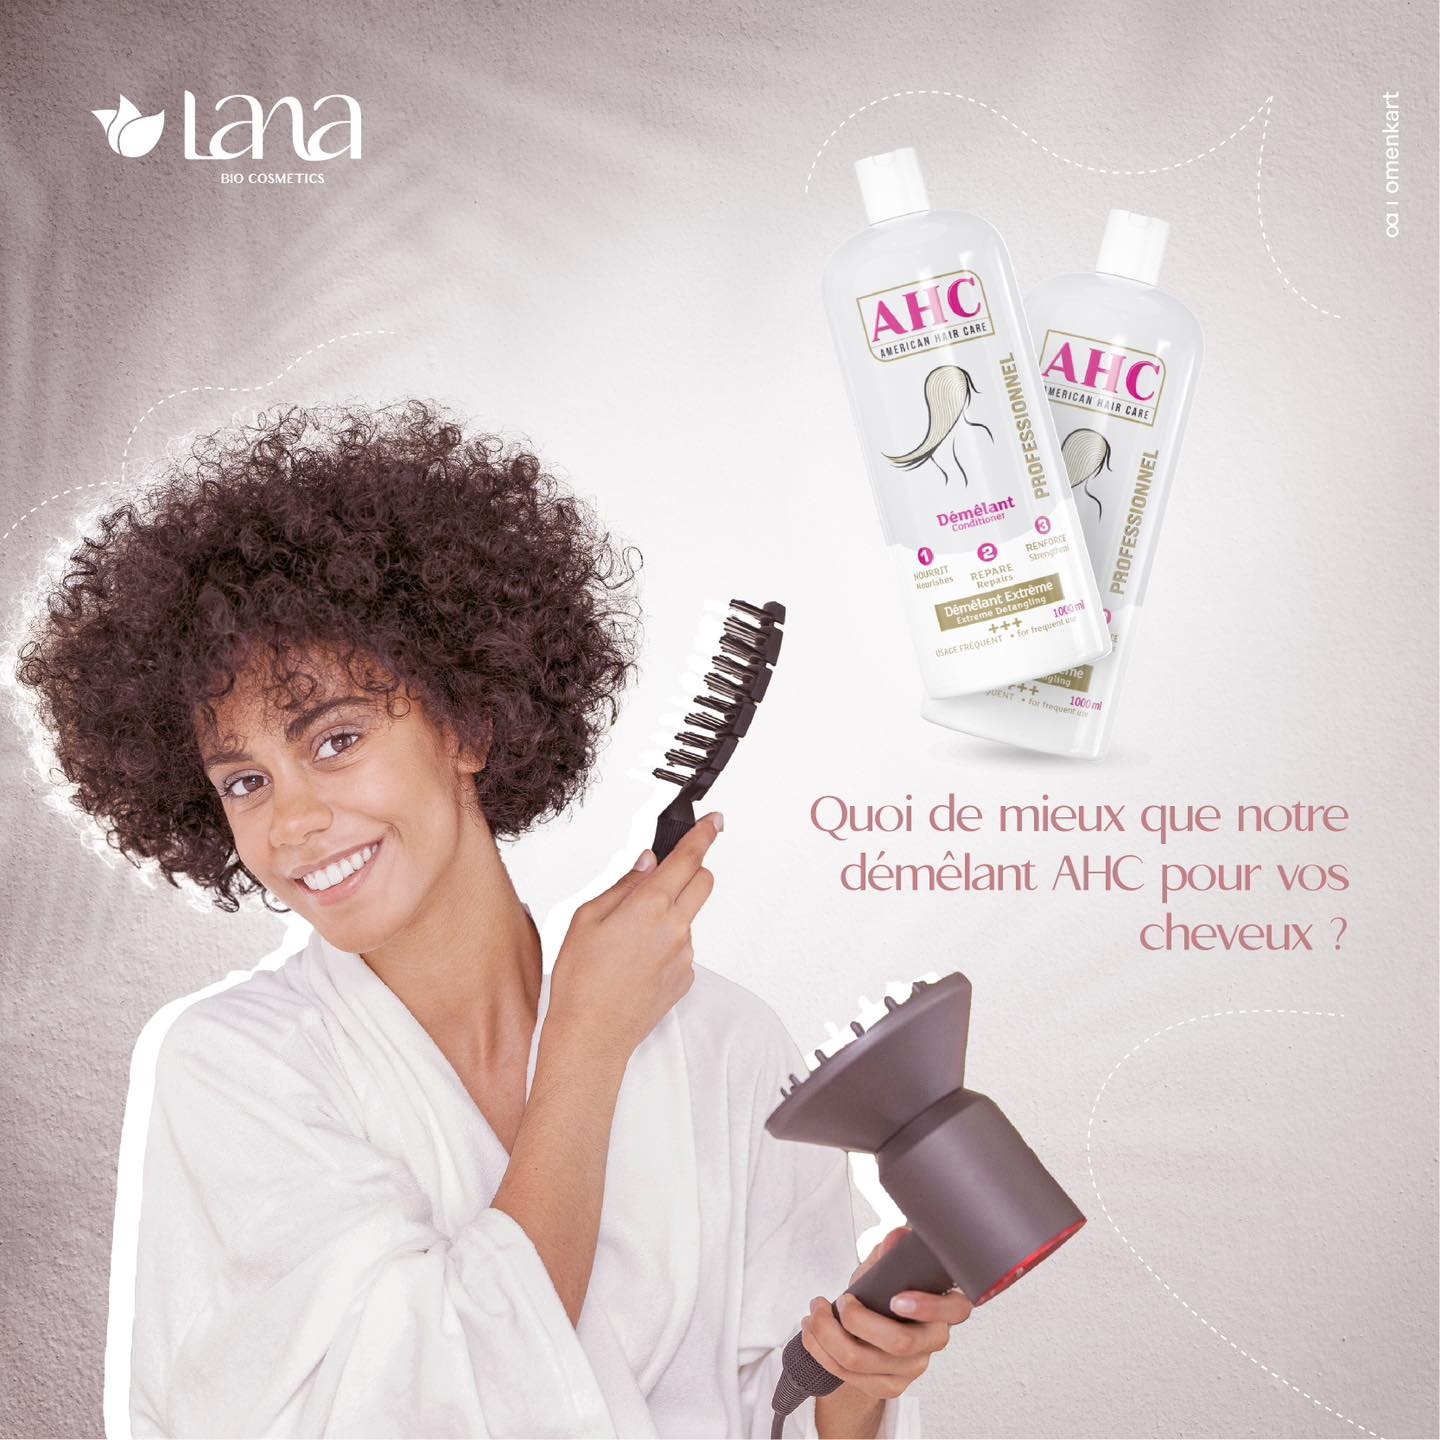 Lana
BIO COSMETICS
∞ | omenkart
AHC
AMERICAN HAIR CARE
PROFESSIONNEL
Démêlant
Conditioner
1 2 3
NOURRIT
Nourishes
REPARE
Repairs
RENFORCE
Strengthen
Démêlant Extrême
Extreme Detangling
1000 ml
+++
USAGE FRÉQUENT • for frequent use
AHC
AMERICAN HAIR CARE
PROFESSIONNEL
1000 ml
• for frequent use
Quoi de mieux que notre
démêlant AHC pour vos
cheveux ?